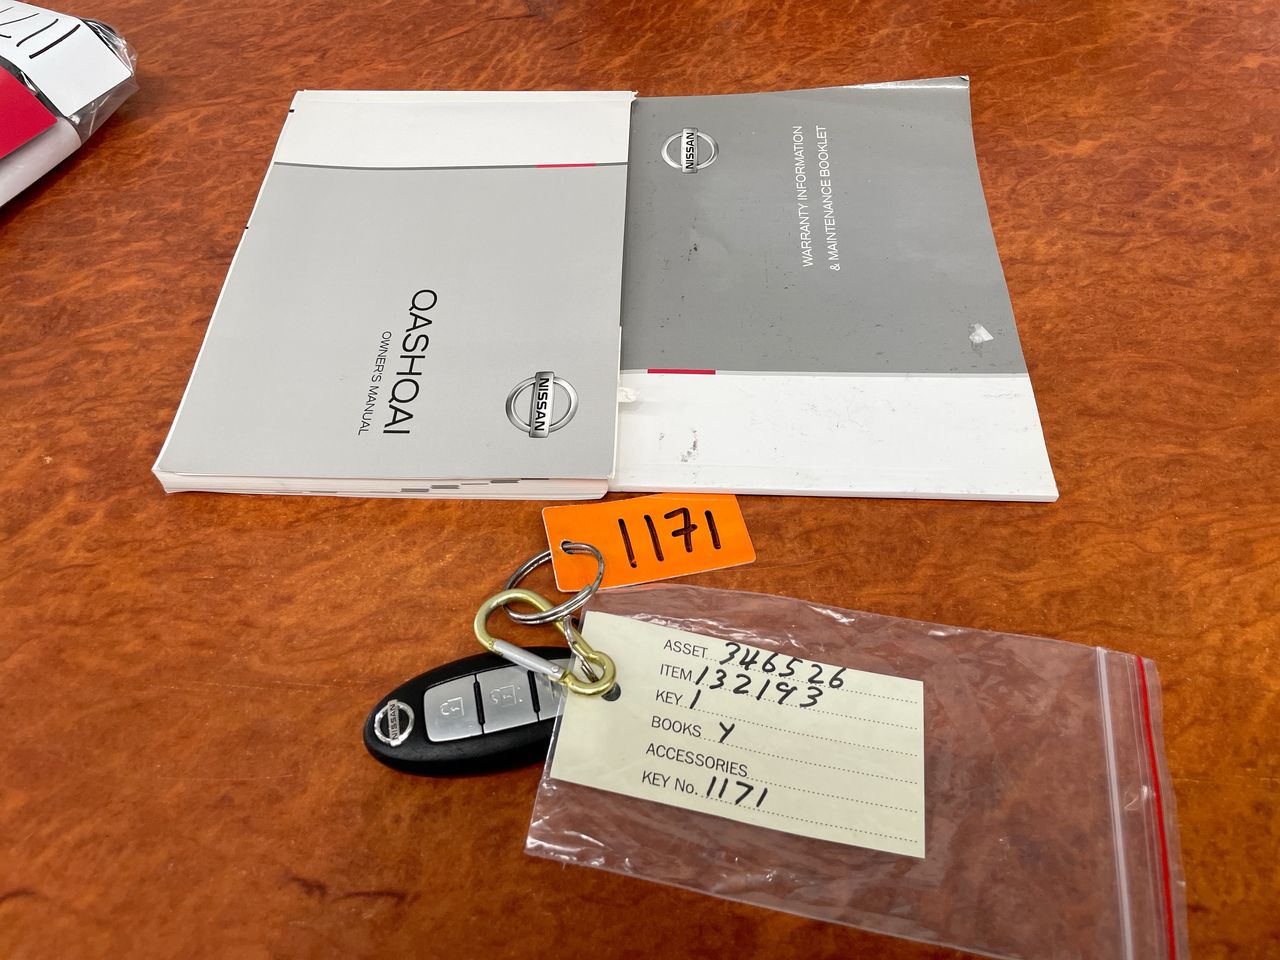 QASHQAI
OWNER'S MANUAL
NISSAN
NISSAN
WARRANTY INFORMATION
& MAINTENANCE BOOKLET
1171
NISSAN
ASSET 346526
ITEM 132193
KEY 1
BOOKS Y
ACCESSORIES
KEY No. 1171